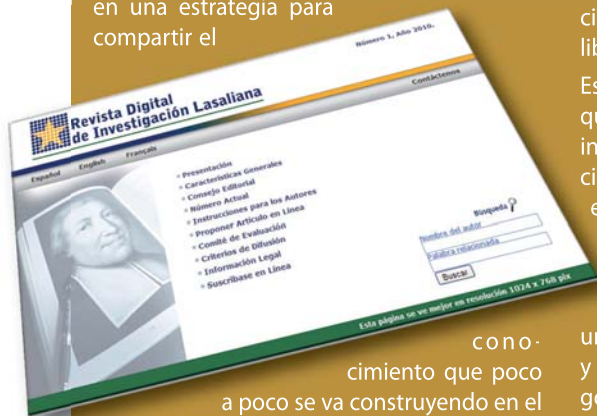 en una estrategia para
compartir el
Número 1, Año 2010.
Revista Digital
de Investigación Lasaliana
Contáctenos
Español English Français
Presentación
Características Generales
Consejo Editorial
Número Actual
Instrucciones para los Autores
Proponer Artículo en Línea
Comité de Evaluación
Criterios de Difusión
Información Legal
Suscríbase en Línea
Búsqueda
Nombre del autor
Palabra relacionada
Buscar
Esta página se ve mejor en resolución 1024 x 768 pix
cono-
cimiento que poco
a poco se va construyendo en el
ci
lib
Es
qu
in
ci
e
un
y
ge